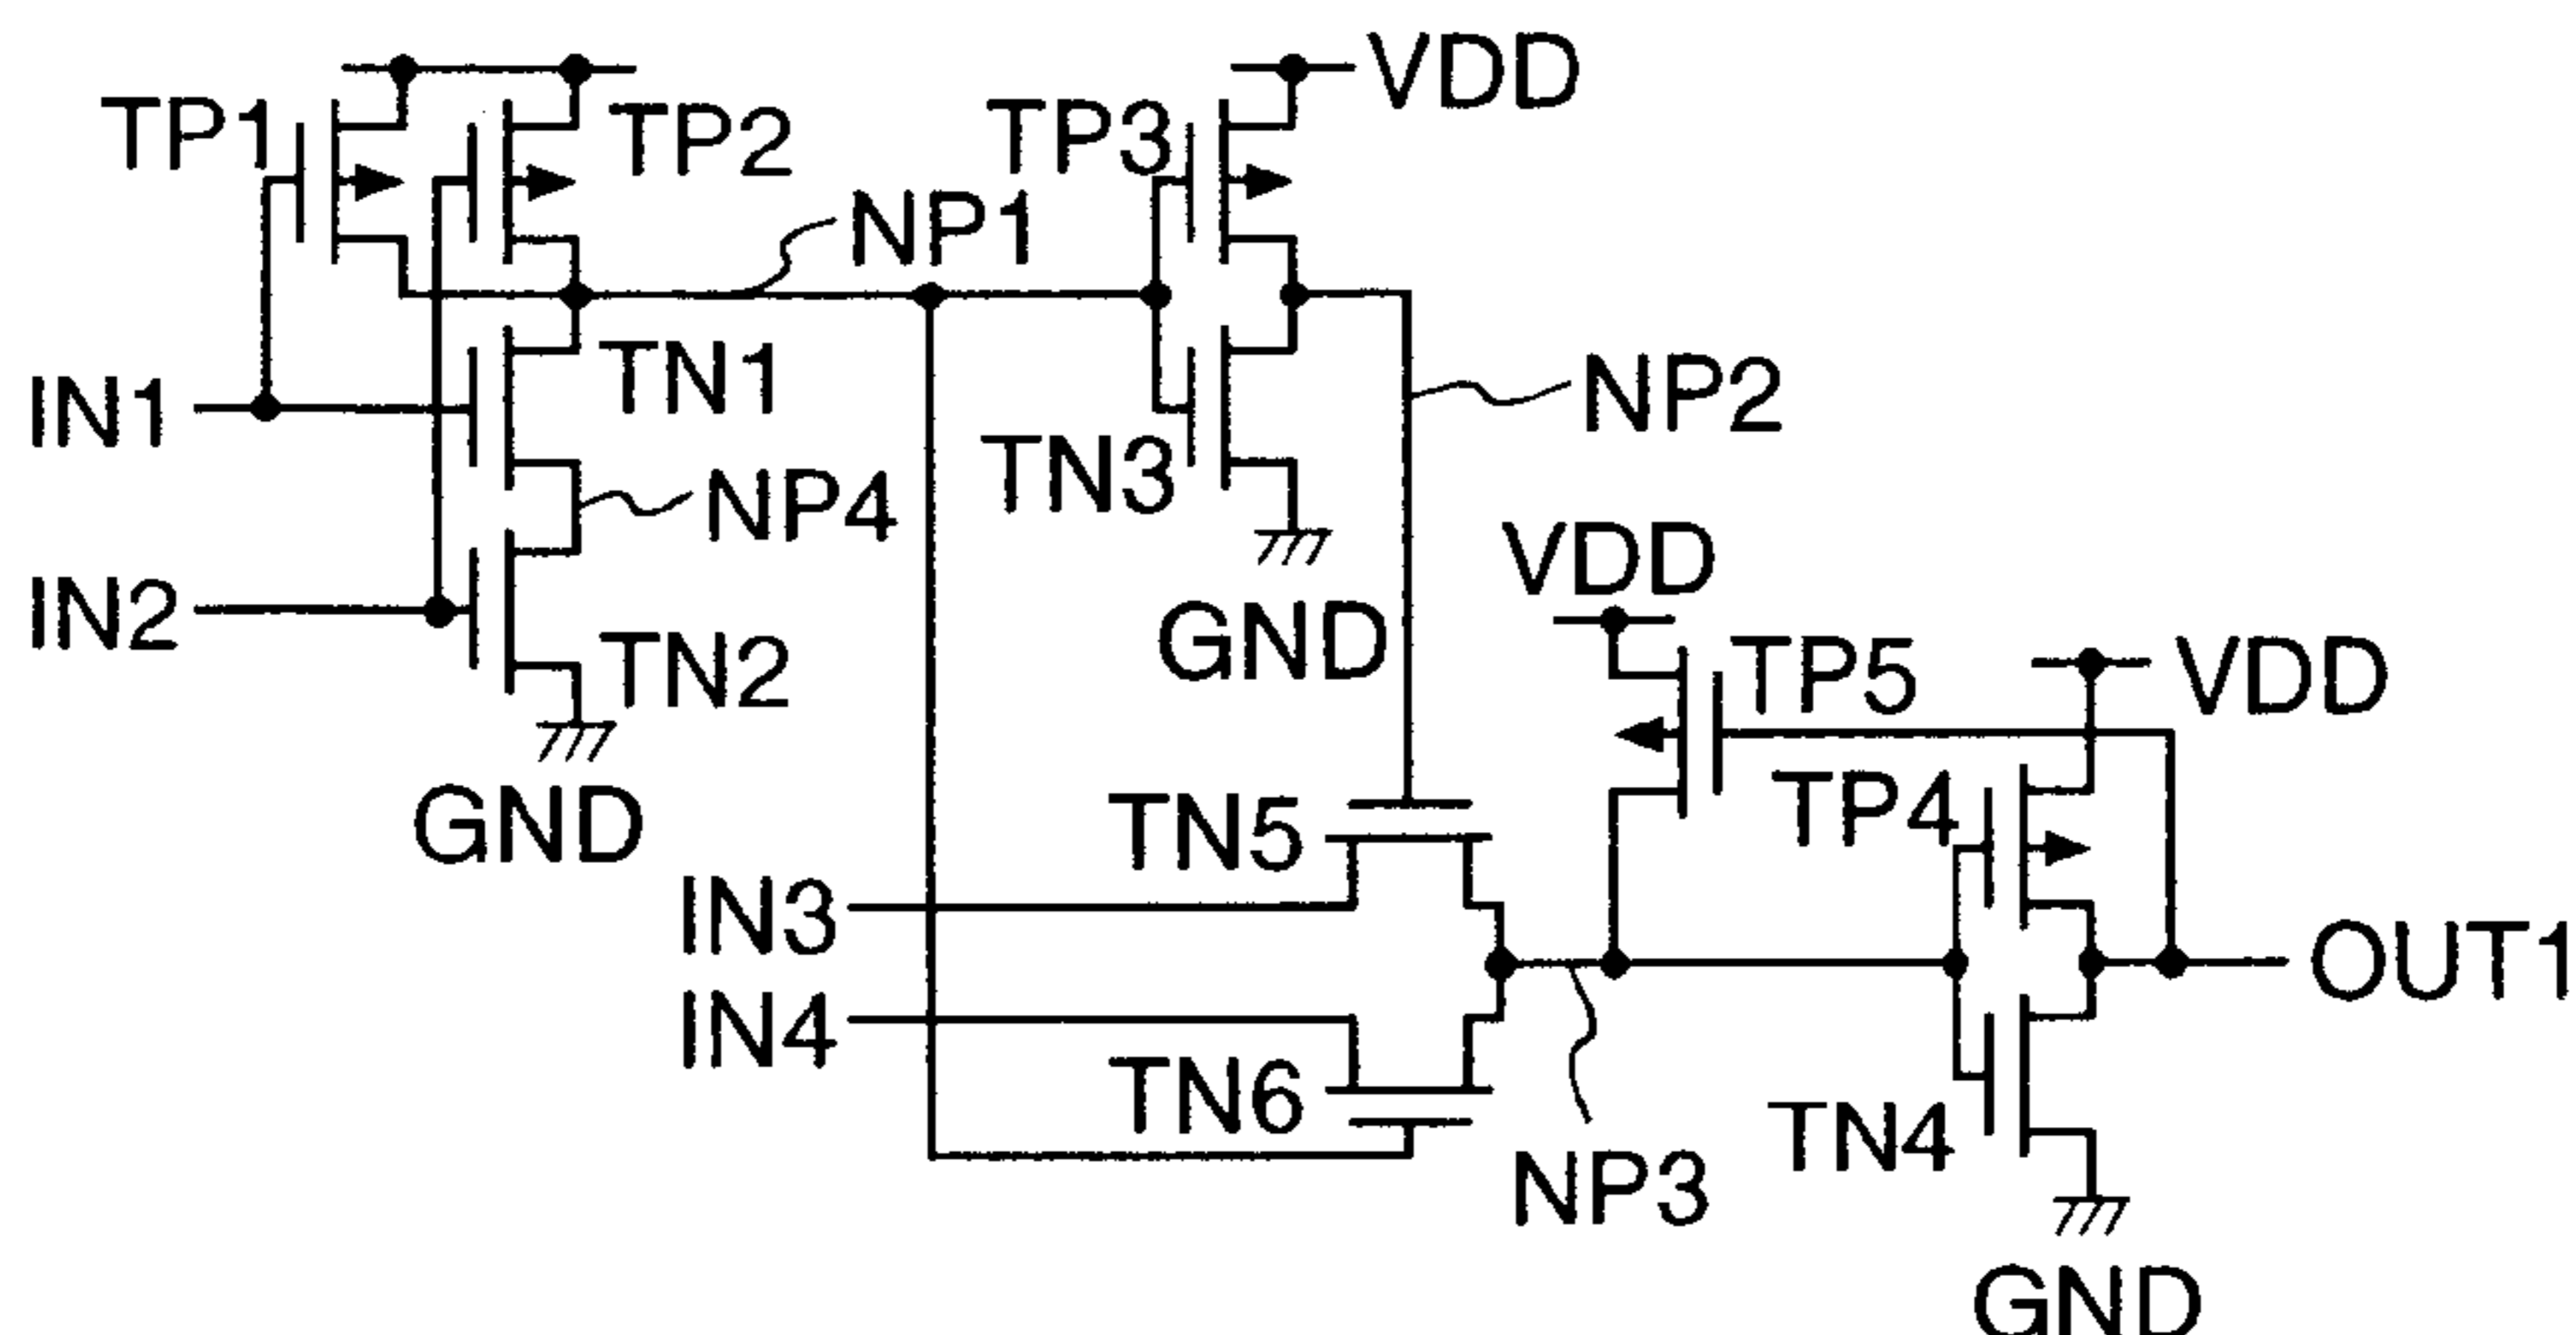 VDD
TP1
TP2
TP3
NP1
IN1
TN1
NP2
TN3
NP4
IN2
TN2
GND
VDD
GND
TP5
VDD
TP4
TN5
IN3
OUT1
IN4
TN6
TN4
NP3
GND